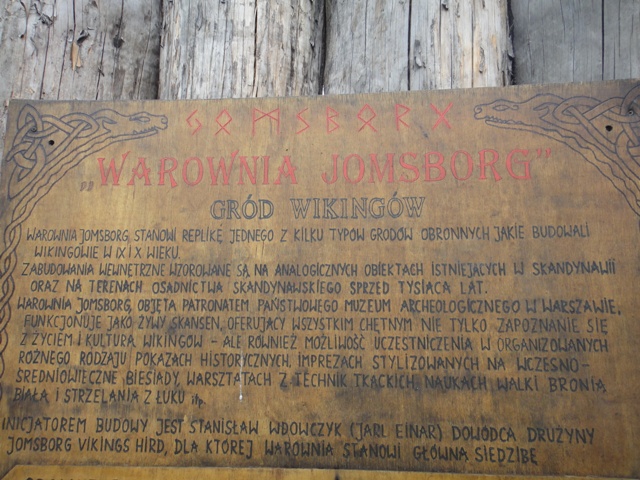 ᛃᛟᛗᛊᛒᛟᚱᚷ
„WAROWNIA JOMSBORG”
GRÓD WIKINGÓW
WAROWNIA JOMSBORG, STANOWI REPLIKĘ JEDNEGO Z KILKU TYPÓW GRODÓW OBRONNYCH JAKIE BUDOWALI
WIKINGOWIE W IX I X WIEKU.
ZABUDOWANIA WEWNĘTRZNE WZOROWANE SĄ NA ANALOGICZNYCH OBIEKTACH ISTNIEJĄCYCH W SKANDYNAWII
ORAZ NA TERENACH OSADNICTWA SKANDYNAWSKIEGO SPRZED TYSIĄCA LAT.
WAROWNIA JOMSBORG, OBJĘTA PATRONATEM PAŃSTWOWEGO MUZEUM ARCHEOLOGICZNEGO W WARSZAWIE,
FUNKCJONUJE JAKO ŻYWY SKANSEN, OFERUJĄCY WSZYSTKIM CHĘTNYM NIE TYLKO ZAPOZNANIE SIĘ
Z ŻYCIEM I KULTURĄ WIKINGÓW – ALE RÓWNIEŻ MOŻLIWOŚĆ UCZESTNICZENIA W ORGANIZOWANYCH
RÓŻNEGO RODZAJU POKAZACH HISTORYCZNYCH, IMPREZACH STYLIZOWANYCH NA WCZESNO-
ŚREDNIOWIECZNE BIESIADY, WARSZTATACH Z TECHNIK TKACKICH, NAUKACH WALKI BRONIĄ
BIAŁĄ I STRZELANIA Z ŁUKU itp.
INICJATOREM BUDOWY JEST STANISŁAW WDOWCZYK (JARL EINAR) DOWÓDCA DRUŻYNY
JOMSBORG VIKINGS HIRD, DLA KTÓREJ WAROWNIA STANOWI GŁÓWNĄ SIEDZIBĘ